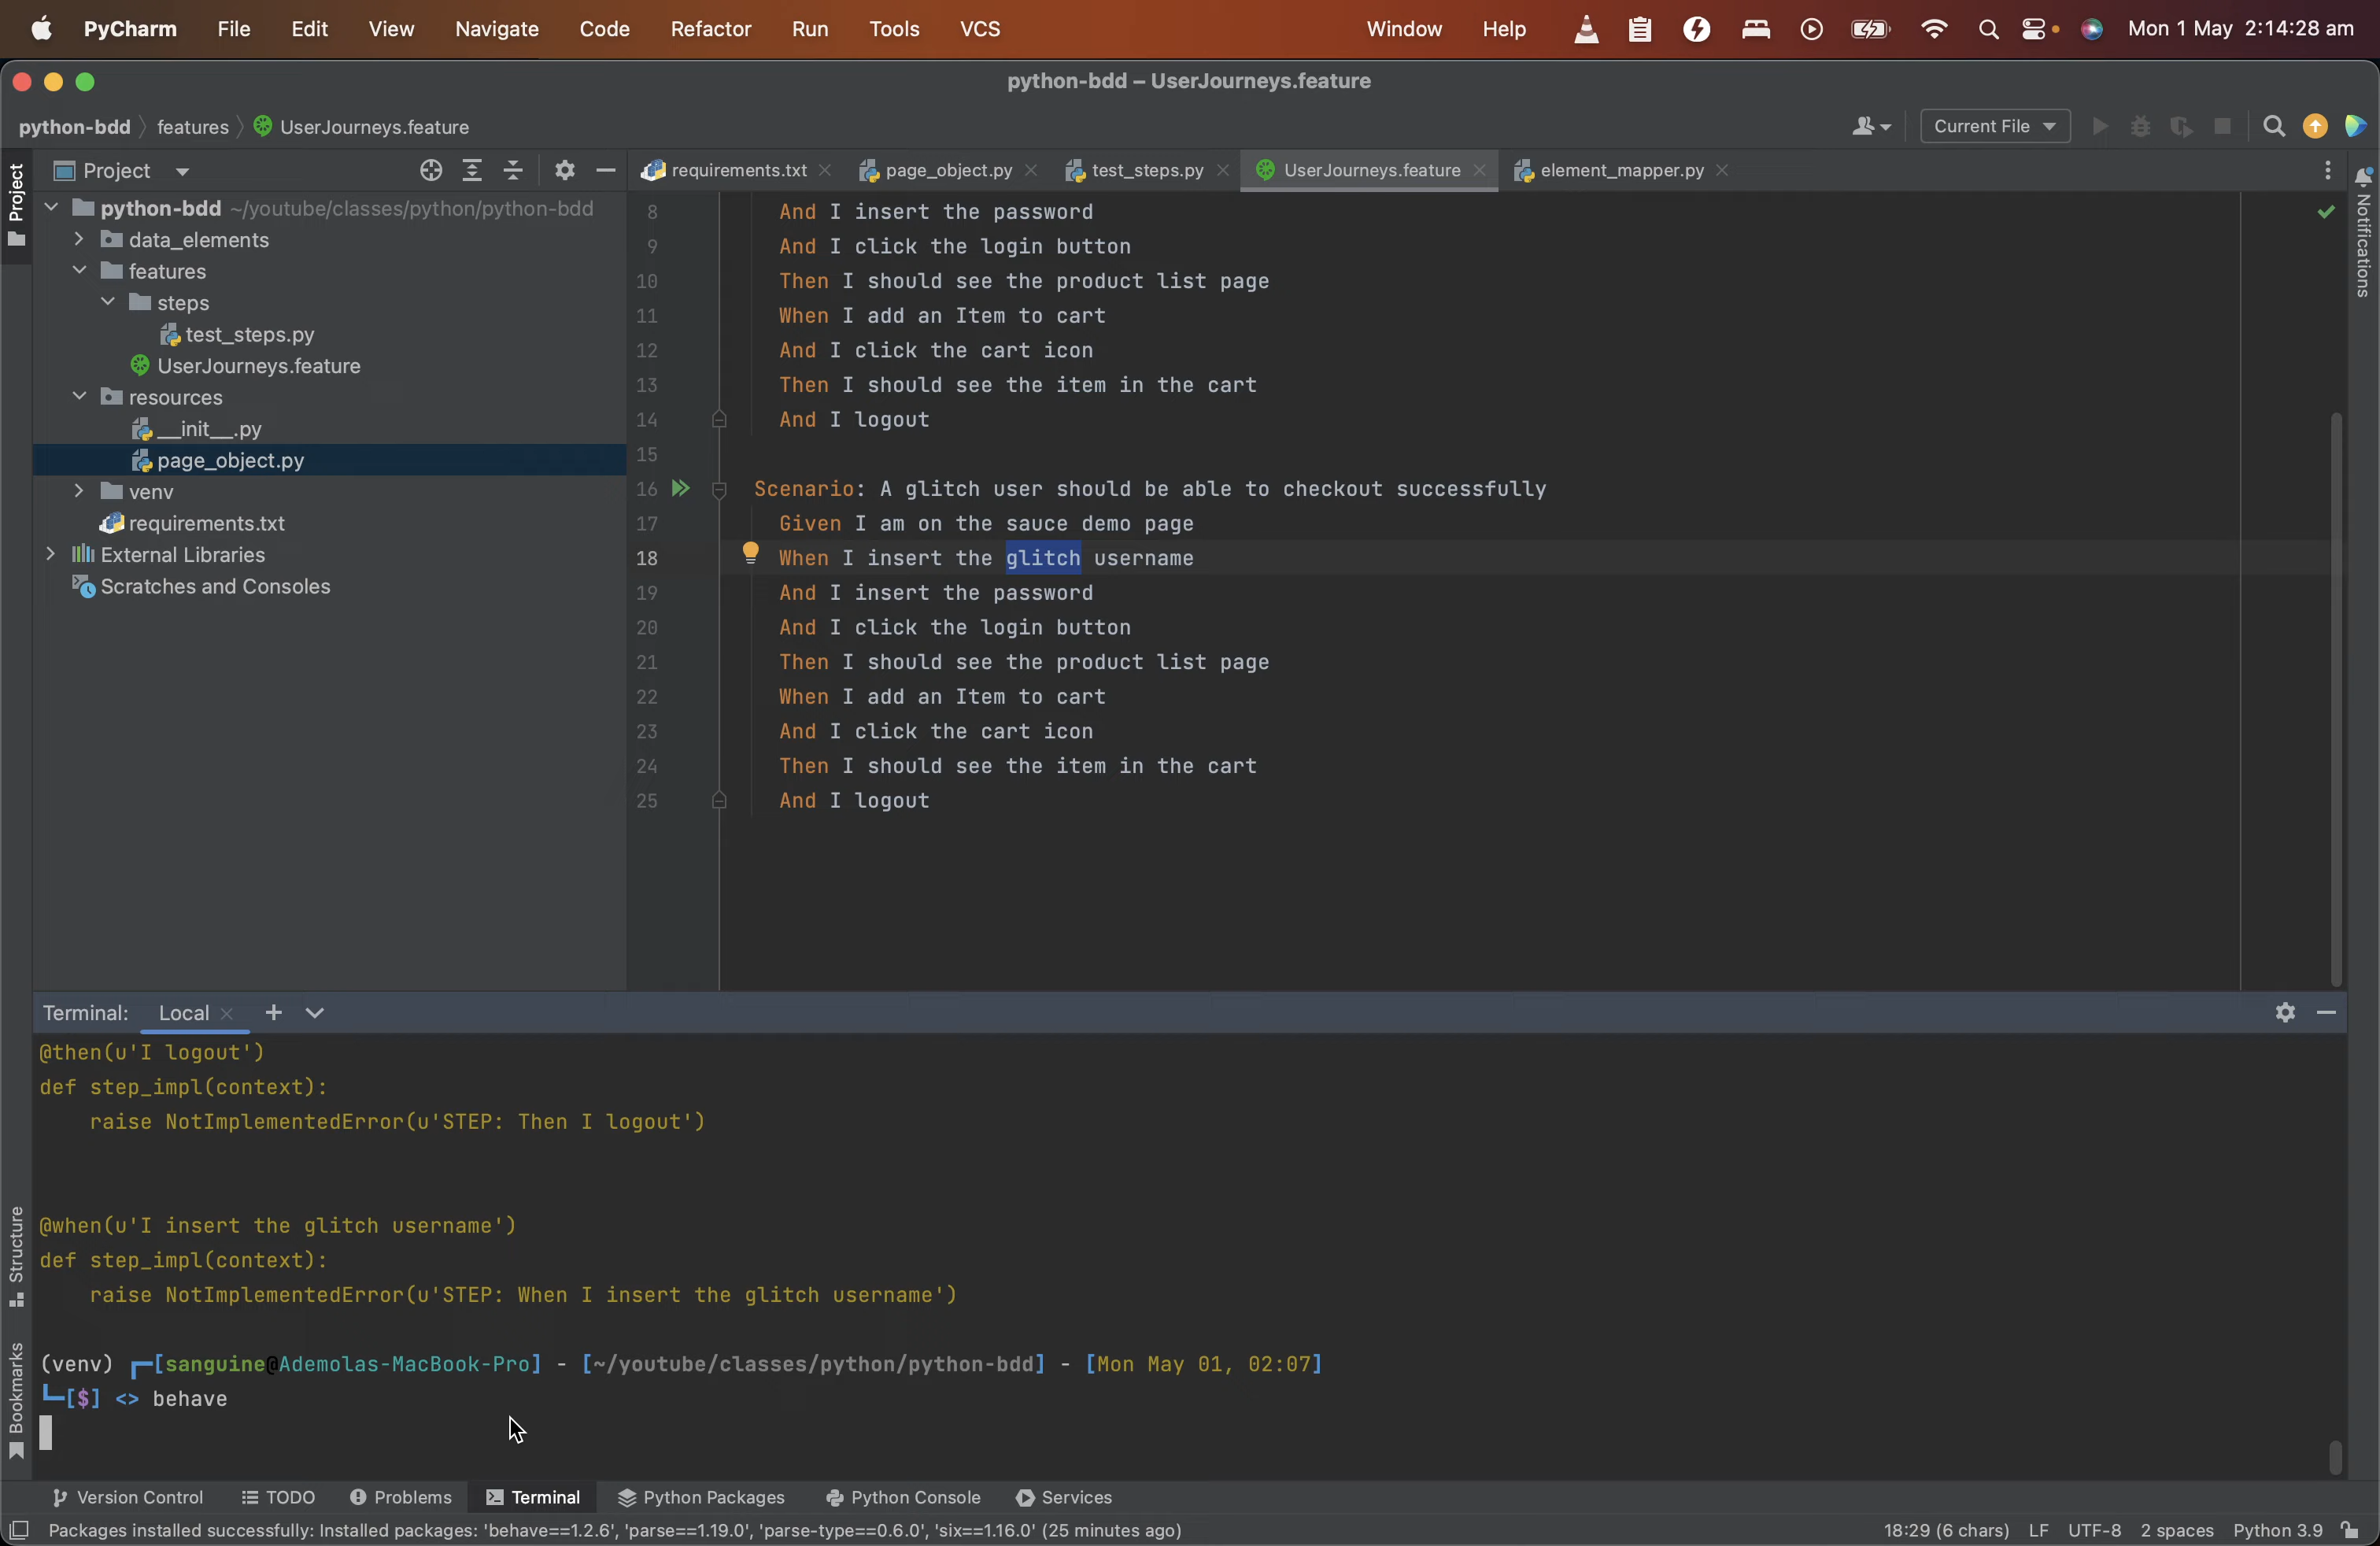 PyCharm File Edit View Navigate Code Refactor Run Tools VCS Window Help Mon 1 May 2:14:28 am
python-bdd – UserJourneys.feature
python-bdd features UserJourneys.feature
Current File
Project
Project
requirements.txt page_object.py test_steps.py UserJourneys.feature element_mapper.py
Notifications
python-bdd ~/youtube/classes/python/python-bdd
data_elements
features
steps
test_steps.py
UserJourneys.feature
resources
__init__.py
page_object.py
venv
requirements.txt
External Libraries
Scratches and Consoles
8 And I insert the password
9 And I click the login button
10 Then I should see the product list page
11 When I add an Item to cart
12 And I click the cart icon
13 Then I should see the item in the cart
14 And I logout
15
16 Scenario: A glitch user should be able to checkout successfully
17 Given I am on the sauce demo page
18 When I insert the glitch username
19 And I insert the password
20 And I click the login button
21 Then I should see the product list page
22 When I add an Item to cart
23 And I click the cart icon
24 Then I should see the item in the cart
25 And I logout
Terminal: Local
@then(u'I logout')
def step_impl(context):
raise NotImplementedError(u'STEP: Then I logout')
@when(u'I insert the glitch username')
def step_impl(context):
raise NotImplementedError(u'STEP: When I insert the glitch username')
(venv) ┌─[sanguine@Ademolas-MacBook-Pro] - [~/youtube/classes/python/python-bdd] - [Mon May 01, 02:07]
└─[$] <> behave
Structure
Bookmarks
Version Control TODO Problems Terminal Python Packages Python Console Services
Packages installed successfully: Installed packages: 'behave==1.2.6', 'parse==1.19.0', 'parse-type==0.6.0', 'six==1.16.0' (25 minutes ago) 18:29 (6 chars) LF UTF-8 2 spaces Python 3.9